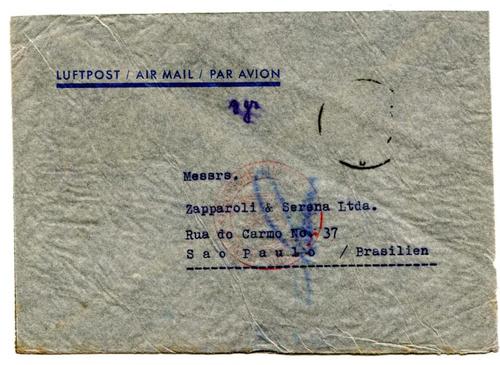 LUFTPOST / AIR MAIL / PAR AVION
Messrs.
Zapparoli & Serena Ltda.
Rua do Carmo No. 37
Sao Paulo / Brasilien